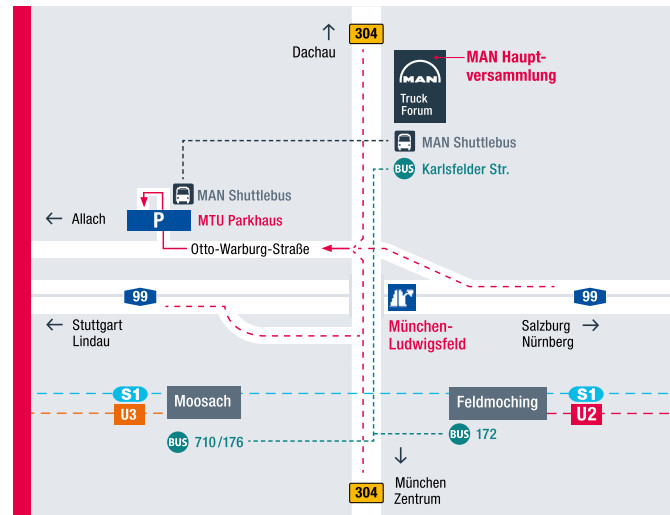 304
Dachau
MAN Haupt-
versammlung
MAN
Truck
Forum
MAN Shuttlebus
BUS Karlsfelder Str.
MAN Shuttlebus
Allach
P
MTU Parkhaus
Otto-Warburg-Straße
99
99
Stuttgart
Lindau
München-
Ludwigsfeld
Salzburg
Nürnberg
S1
U3
Moosach
Feldmoching
S1
U2
BUS 710/176
BUS 172
304
München
Zentrum